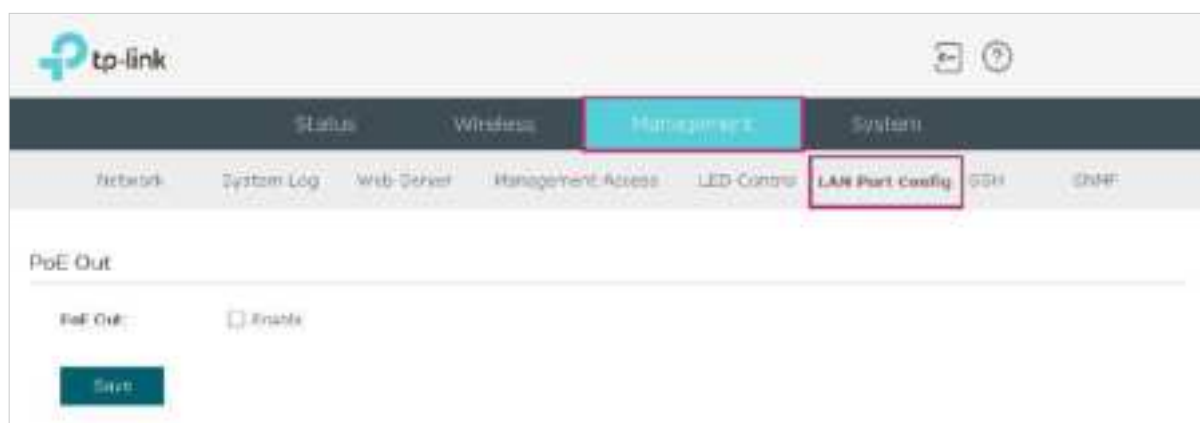 tp-link
Status Wireless Management System
Network System Log Web Server Management Access LED Control LAN Port Config SSH SNMP
PoE Out
PoE Out: Enable
Save